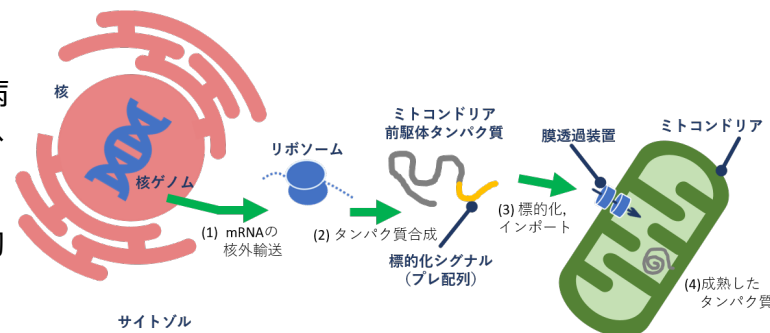 病
核
ミトコンドリア
前駆体タンパク質
膜透過装置
ミトコンドリア
リボソーム
核ゲノム
(1) mRNAの
核外輸送
(2) タンパク質合成
(3) 標的化,
インポート
標的化シグナル
（プレ配列）
(4)成熟した
タンパク質
サイトゾル